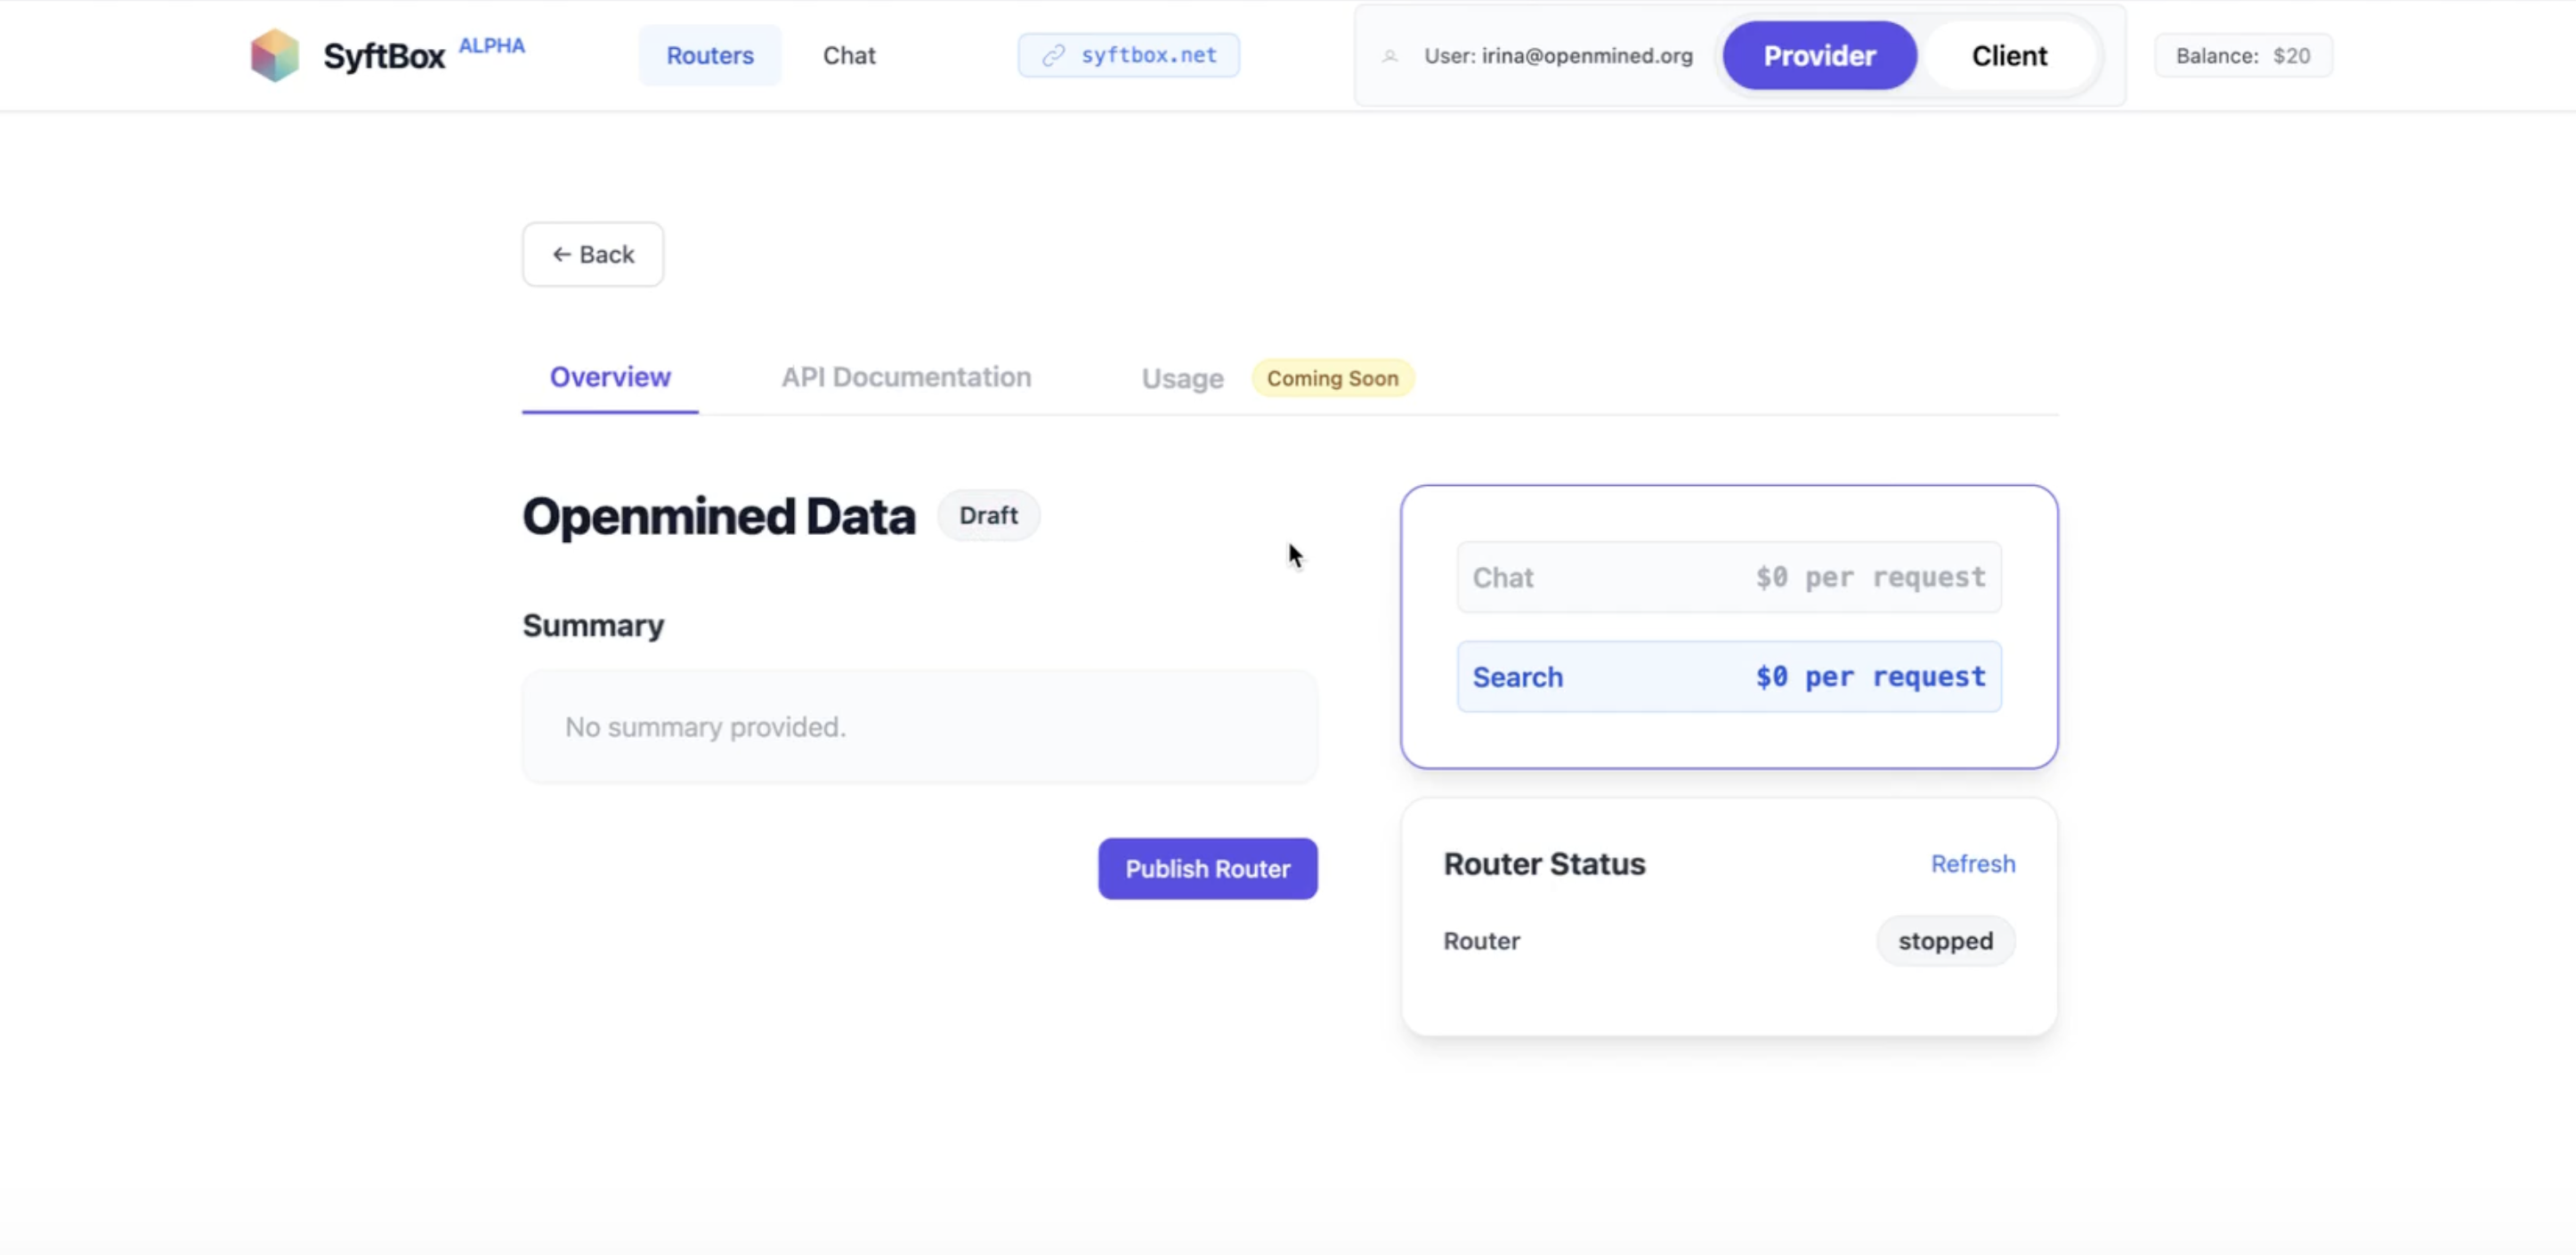 SyftBox ALPHA Routers Chat syftbox.net User: irina@openmined.org Provider Client Balance: $20
← Back
Overview API Documentation Usage Coming Soon
Openmined Data Draft
Summary
No summary provided.
Publish Router
Chat $0 per request
Search $0 per request
Router Status Refresh
Router stopped